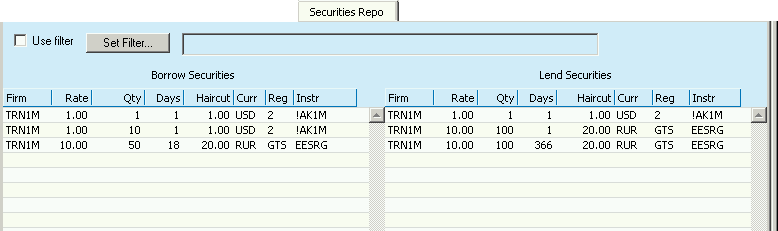 Securities Repo
Use filter Set Filter...
Borrow Securities Lend Securities
Firm Rate Qty Days Haircut Curr Reg Instr Firm Rate Qty Days Haircut Curr Reg Instr
TRN1M 1.00 1 1 1.00 USD 2 !AK1M TRN1M 1.00 1 1 1.00 USD 2 !AK1M
TRN1M 1.00 10 1 1.00 USD 2 !AK1M TRN1M 10.00 100 1 20.00 RUR GTS EESRG
TRN1M 10.00 50 18 20.00 RUR GTS EESRG TRN1M 10.00 100 366 20.00 RUR GTS EESRG